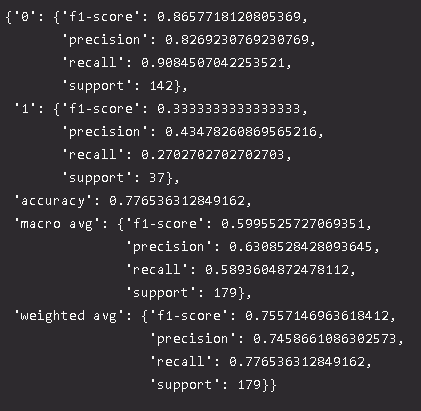 {'0': {'f1-score': 0.8657718120805369,
'precision': 0.8269230769230769,
'recall': 0.9084507042253521,
'support': 142},
'1': {'f1-score': 0.3333333333333333,
'precision': 0.43478260869565216,
'recall': 0.2702702702702703,
'support': 37},
'accuracy': 0.776536312849162,
'macro avg': {'f1-score': 0.5995525727069351,
'precision': 0.6308528428093645,
'recall': 0.5893604872478112,
'support': 179},
'weighted avg': {'f1-score': 0.7557146963618412,
'precision': 0.7458661086302573,
'recall': 0.776536312849162,
'support': 179}}